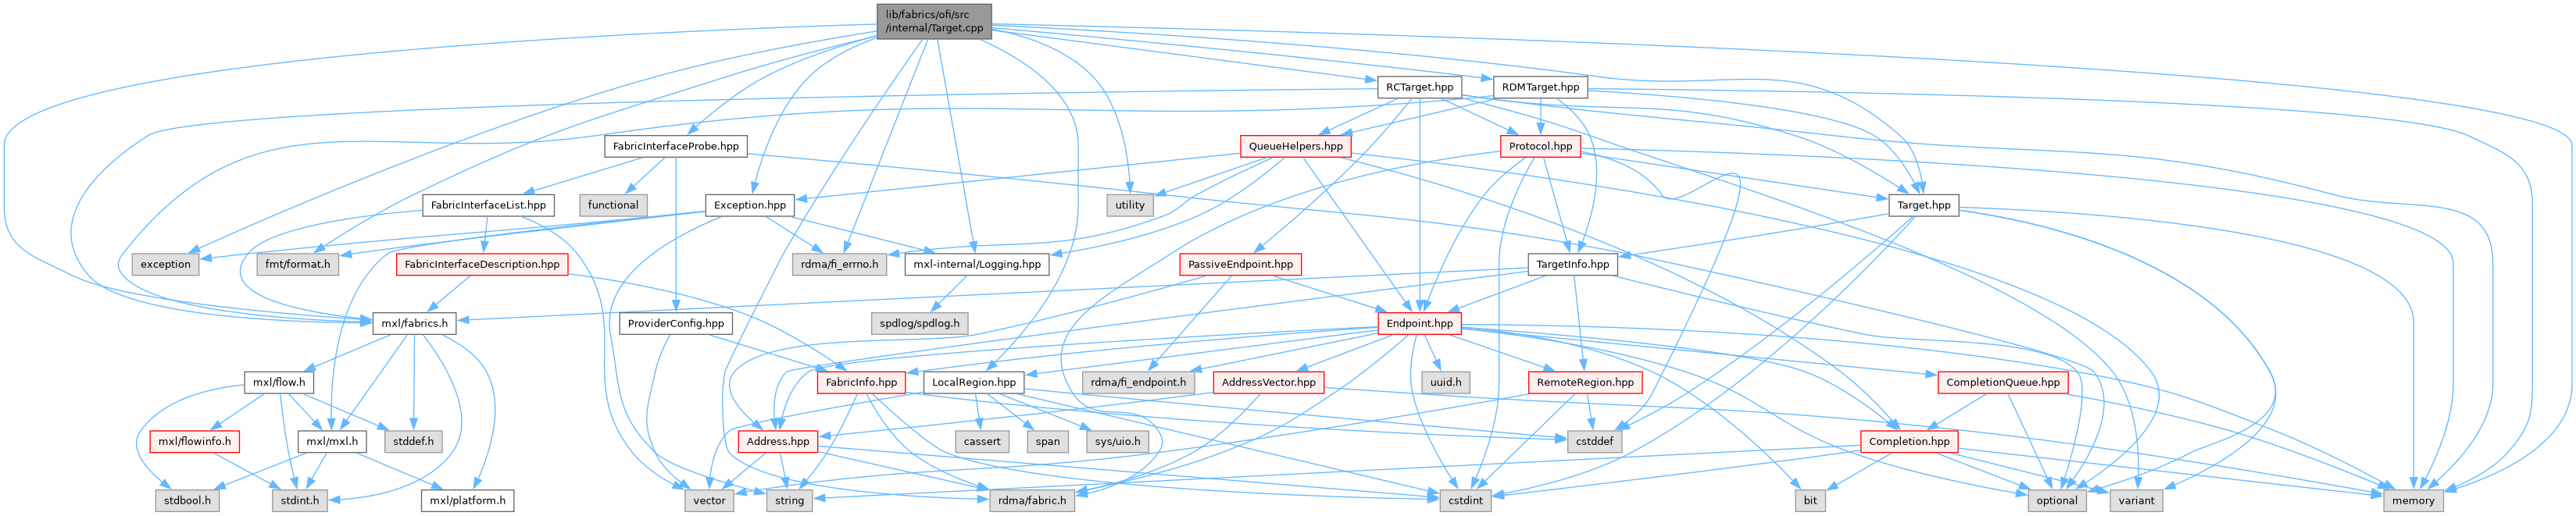 lib/fabrics/ofi/src
/internal/Target.cpp
RCTarget.hpp
RDMTarget.hpp
FabricInterfaceProbe.hpp
QueueHelpers.hpp
Protocol.hpp
FabricInterfaceList.hpp
functional
Exception.hpp
utility
Target.hpp
exception
fmt/format.h
FabricInterfaceDescription.hpp
rdma/fi_errno.h
mxl-internal/Logging.hpp
PassiveEndpoint.hpp
TargetInfo.hpp
mxl/fabrics.h
ProviderConfig.hpp
spdlog/spdlog.h
Endpoint.hpp
mxl/flow.h
FabricInfo.hpp
LocalRegion.hpp
rdma/fi_endpoint.h
AddressVector.hpp
uuid.h
RemoteRegion.hpp
CompletionQueue.hpp
mxl/flowinfo.h
mxl/mxl.h
stddef.h
Address.hpp
cassert
span
sys/uio.h
cstddef
Completion.hpp
stdbool.h
stdint.h
mxl/platform.h
vector
string
rdma/fabric.h
cstdint
bit
optional
variant
memory